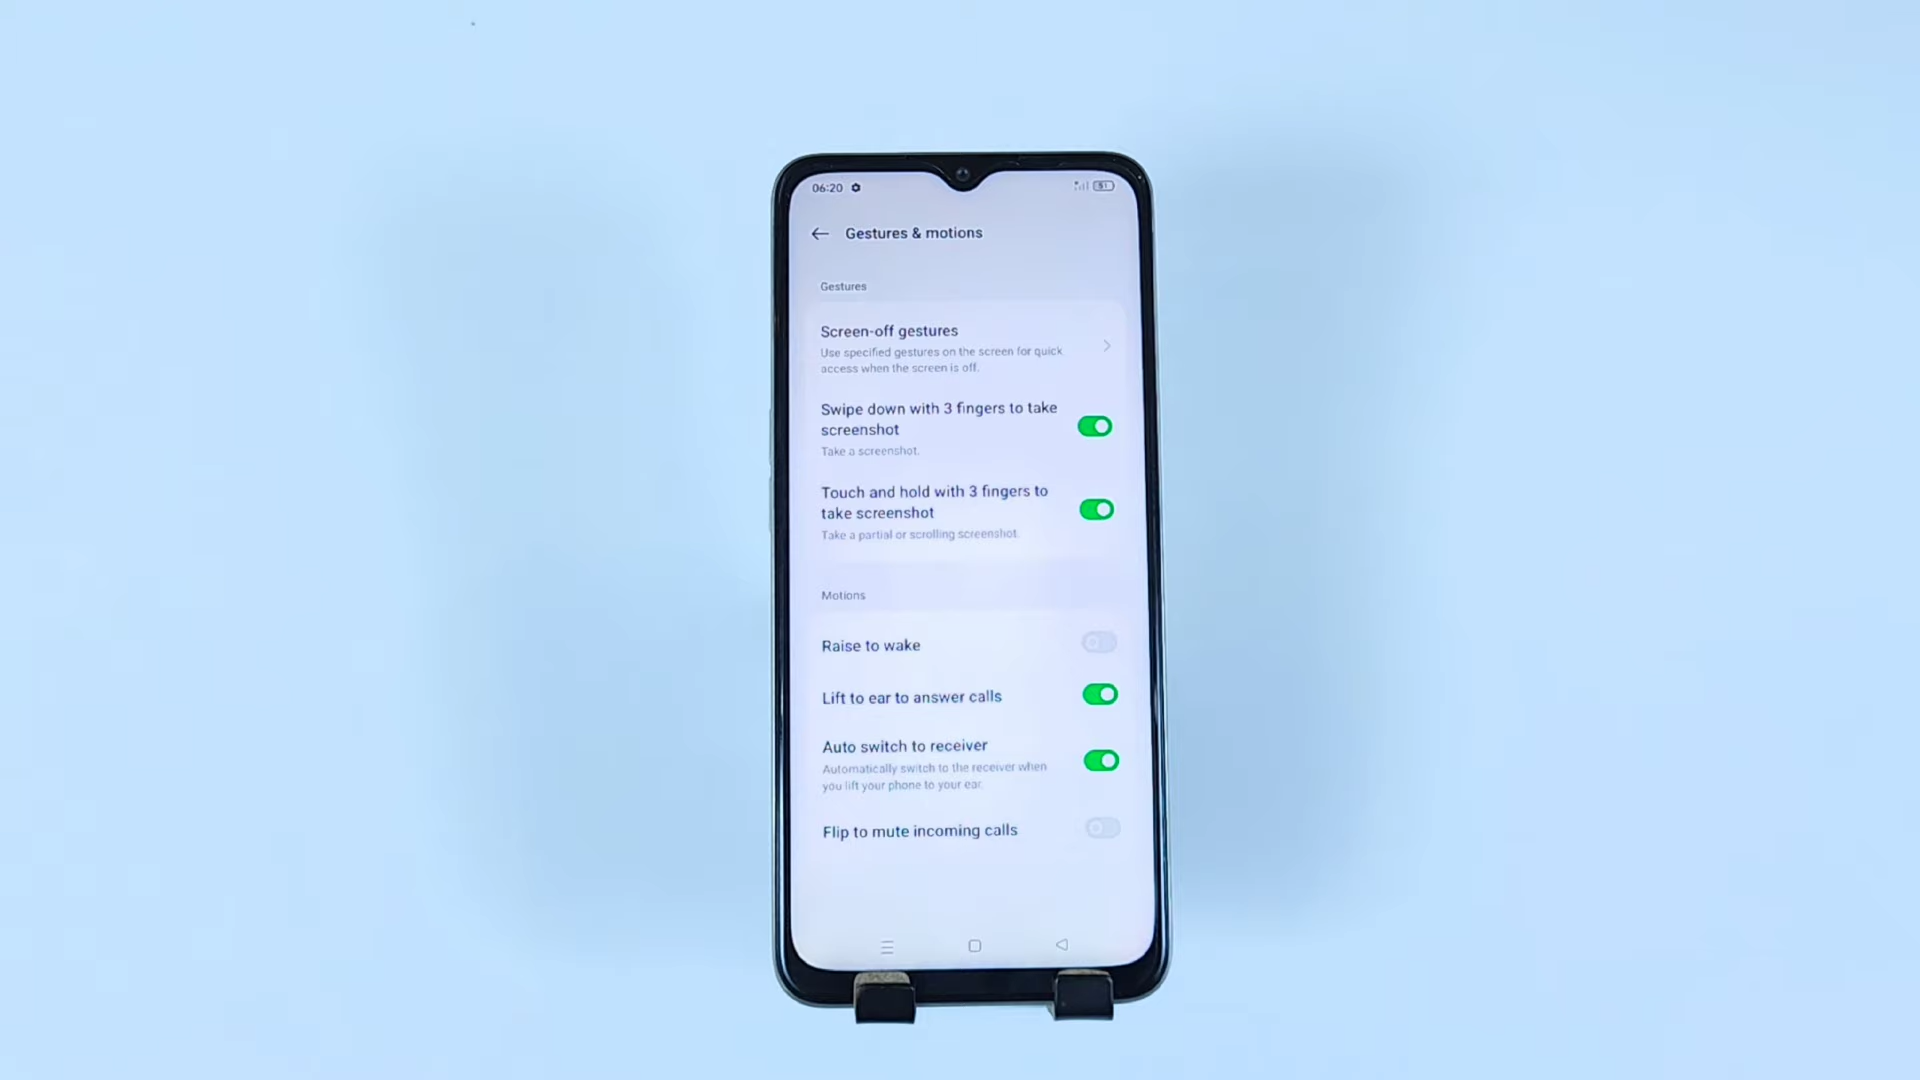 06:20
51
Gestures & motions
Gestures
Screen-off gestures
Use specified gestures on the screen for quick
access when the screen is off.
Swipe down with 3 fingers to take
screenshot
Take a screenshot.
Touch and hold with 3 fingers to
take screenshot
Take a partial or scrolling screenshot.
Motions
Raise to wake
Lift to ear to answer calls
Auto switch to receiver
Automatically switch to the receiver when
you lift your phone to your ear.
Flip to mute incoming calls